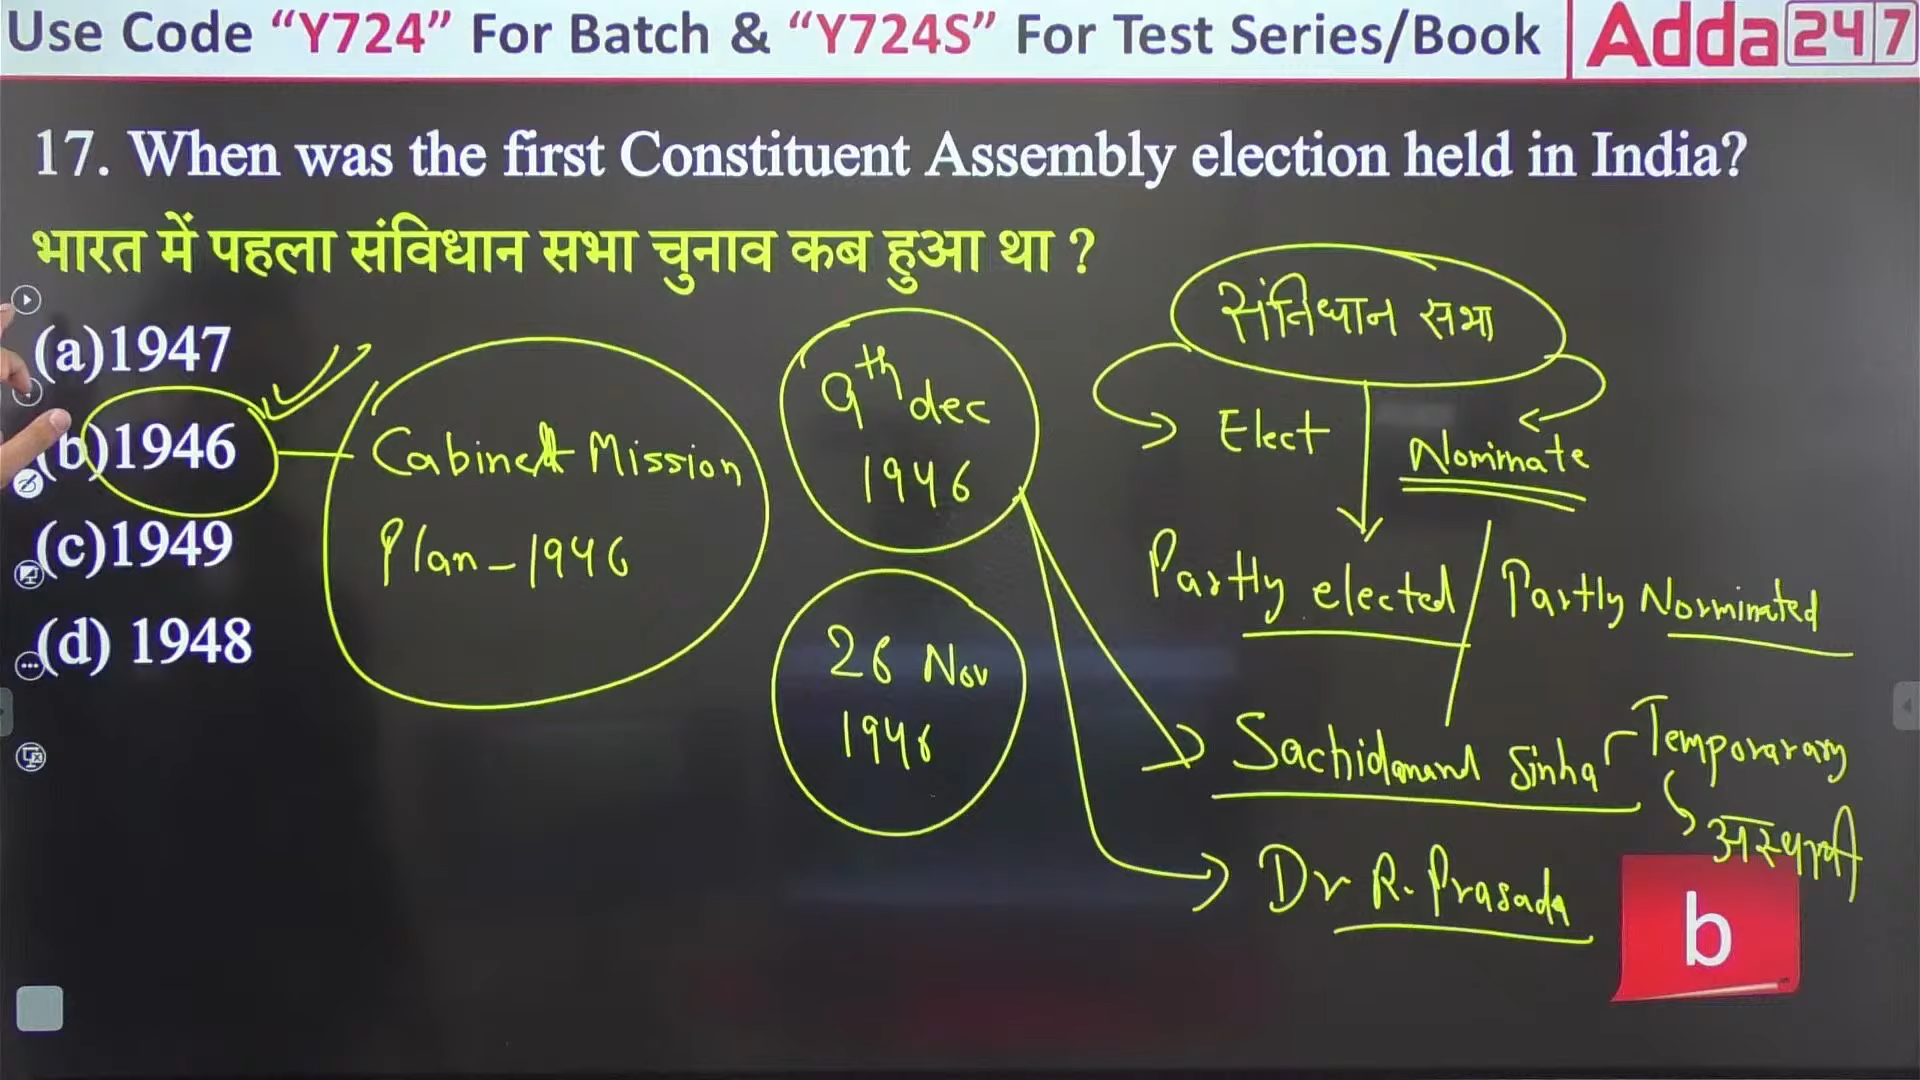 Use Code “Y724” For Batch & “Y724S” For Test Series/Book
Adda247
17. When was the first Constituent Assembly election held in India?
भारत में पहला संविधान सभा चुनाव कब हुआ था ?
(a)1947
(b)1946
(c)1949
(d) 1948
Cabinet Mission
Plan - 1946
9th dec
1946
26 Nov
1946
संविधान सभा
Elect
Nominate
Partly elected / Partly Nominated
Sachidanand Sinha
Temporarary
अस्थायी
Dr R. Prasada
b